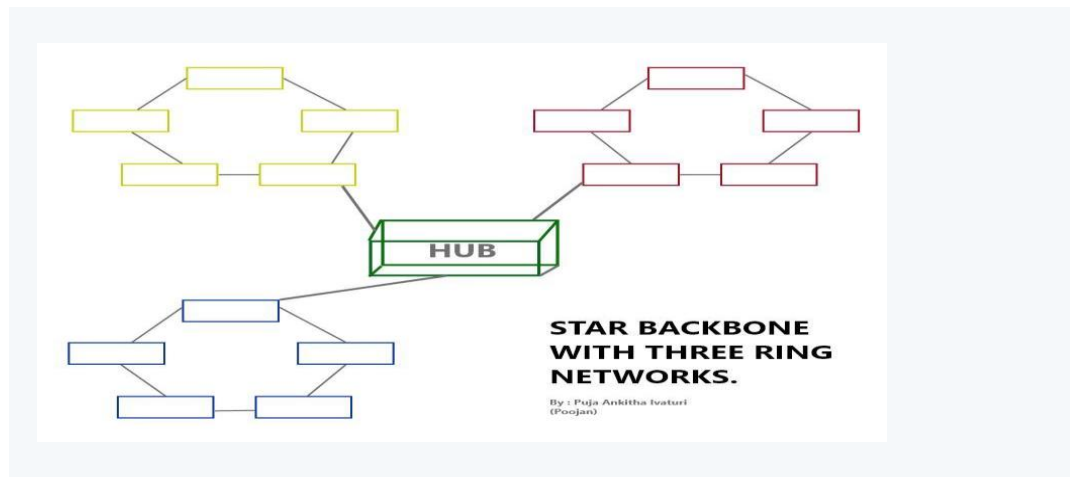 HUB
STAR BACKBONE
WITH THREE RING
NETWORKS.
By : Puja Ankitha Ivaturi
(Poojan)